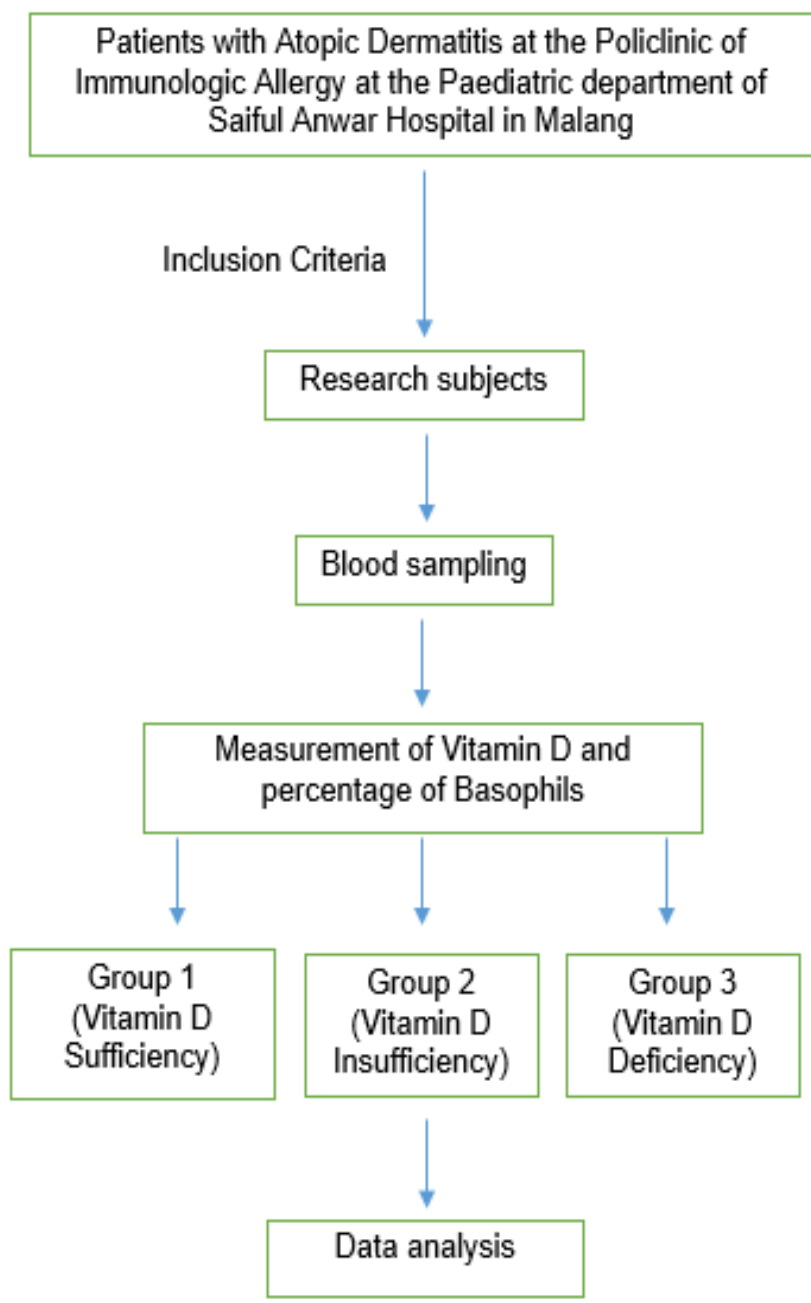 Patients with Atopic Dermatitis at the Policlinic of
Immunologic Allergy at the Paediatric department of
Saiful Anwar Hospital in Malang
Inclusion Criteria
Research subjects
Blood sampling
Measurement of Vitamin D and
percentage of Basophils
Group 1
(Vitamin D
Sufficiency)
Group 2
(Vitamin D
Insufficiency)
Group 3
(Vitamin D
Deficiency)
Data analysis